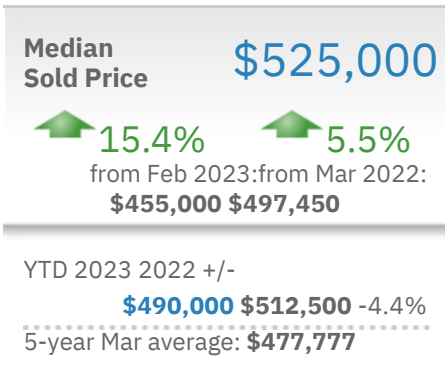 Median
Sold Price
$525,000
15.4%
5.5%
from Feb 2023:from Mar 2022:
$455,000 $497,450
YTD 2023 2022 +/-
$490,000 $512,500 -4.4%
5-year Mar average: $477,777